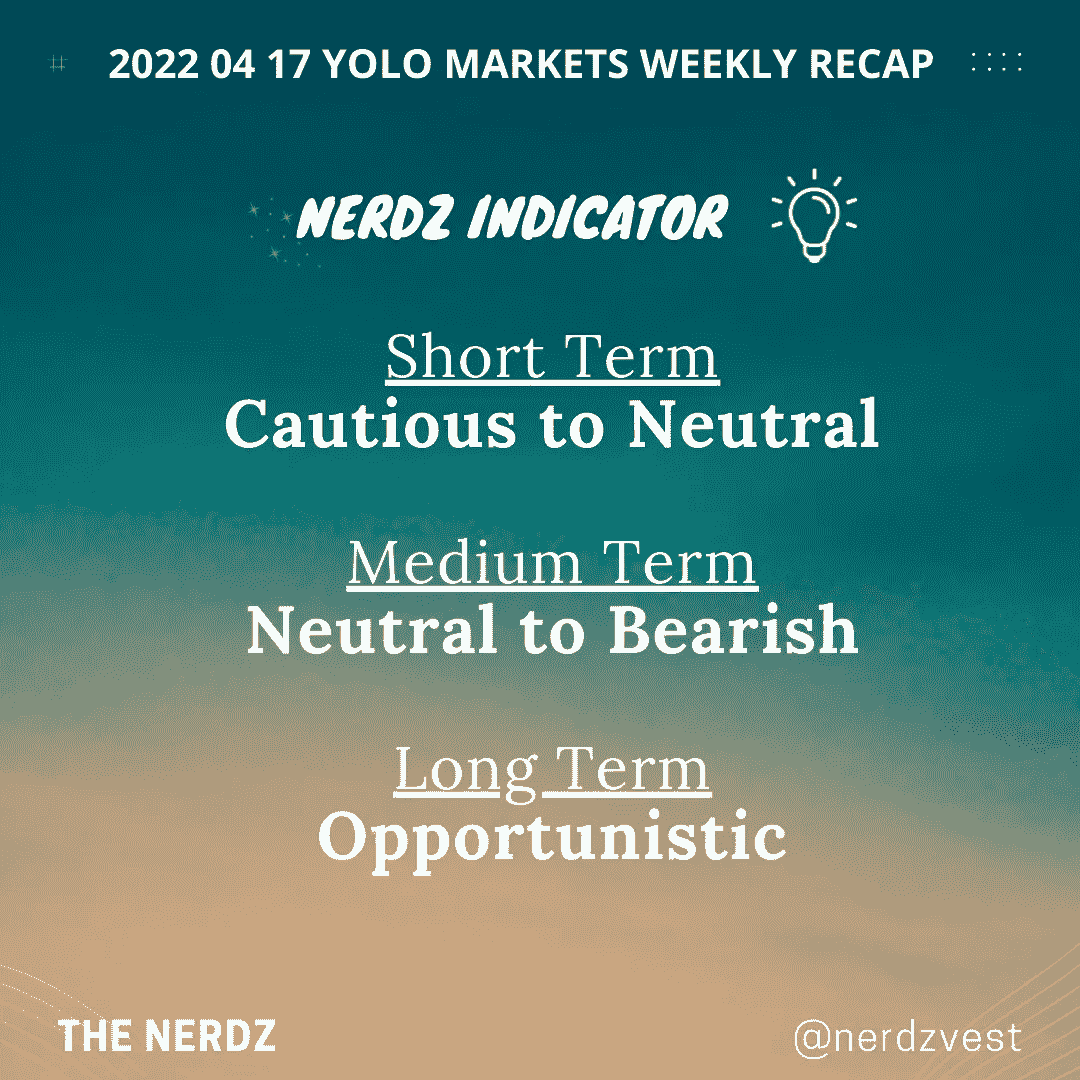 # 2022 04 17 YOLO MARKETS WEEKLY RECAP
NERDZ INDICATOR
Short Term
Cautious to Neutral
Medium Term
Neutral to Bearish
Long Term
Opportunistic
THE NERDZ
@nerdzvest